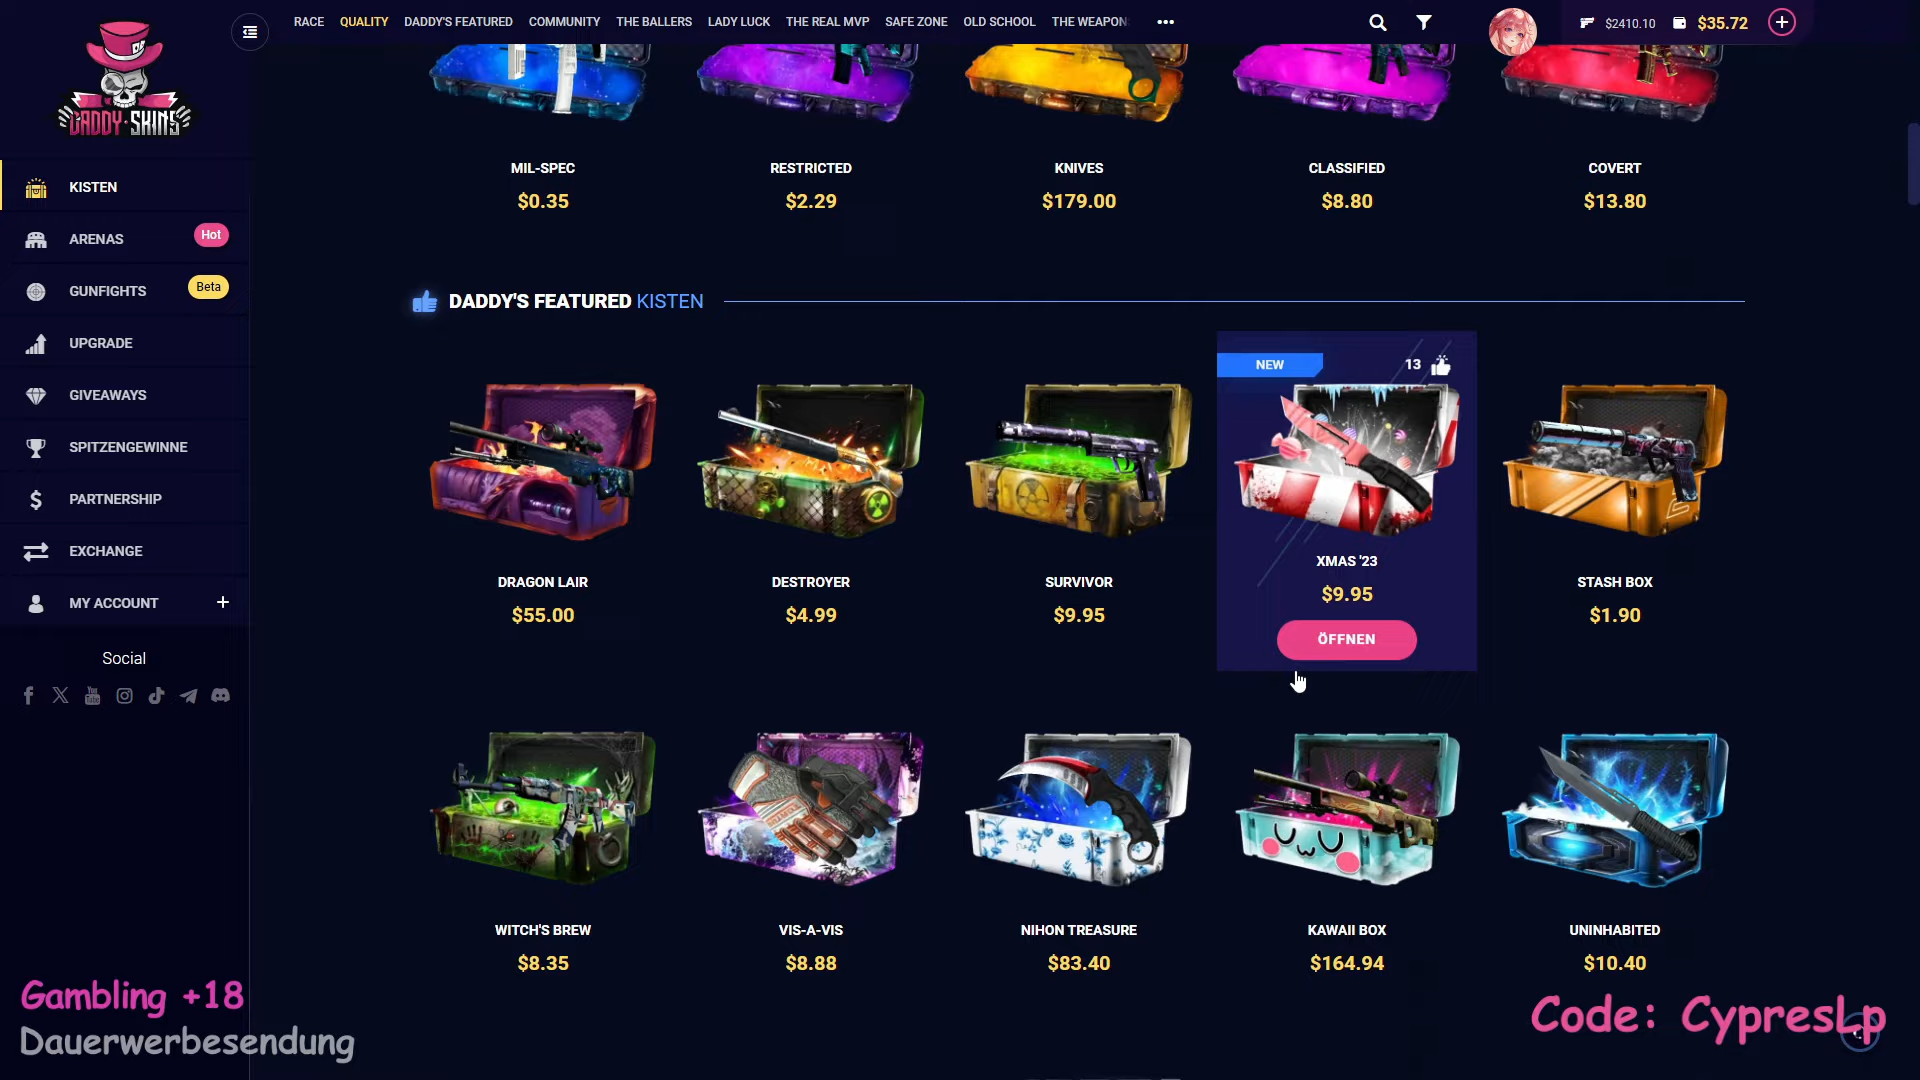 RACE QUALITY DADDY'S FEATURED COMMUNITY THE BALLERS LADY LUCK THE REAL MVP SAFE ZONE OLD SCHOOL THE WEAPON
$2410.10 $35.72
DADDY SKINS
KISTEN
ARENAS Hot
GUNFIGHTS Beta
UPGRADE
GIVEAWAYS
SPITZENGEWINNE
PARTNERSHIP
EXCHANGE
MY ACCOUNT
Social
MIL-SPEC RESTRICTED KNIVES CLASSIFIED COVERT
$0.35 $2.29 $179.00 $8.80 $13.80
DADDY'S FEATURED KISTEN
NEW 13
XMAS '23
DRAGON LAIR DESTROYER SURVIVOR $9.95 STASH BOX
$55.00 $4.99 $9.95 $1.90
ÖFFNEN
WITCH'S BREW VIS-A-VIS NIHON TREASURE KAWAII BOX UNINHABITED
$8.35 $8.88 $83.40 $164.94 $10.40
Gambling +18
Dauerwerbesendung
Code: CypresLp